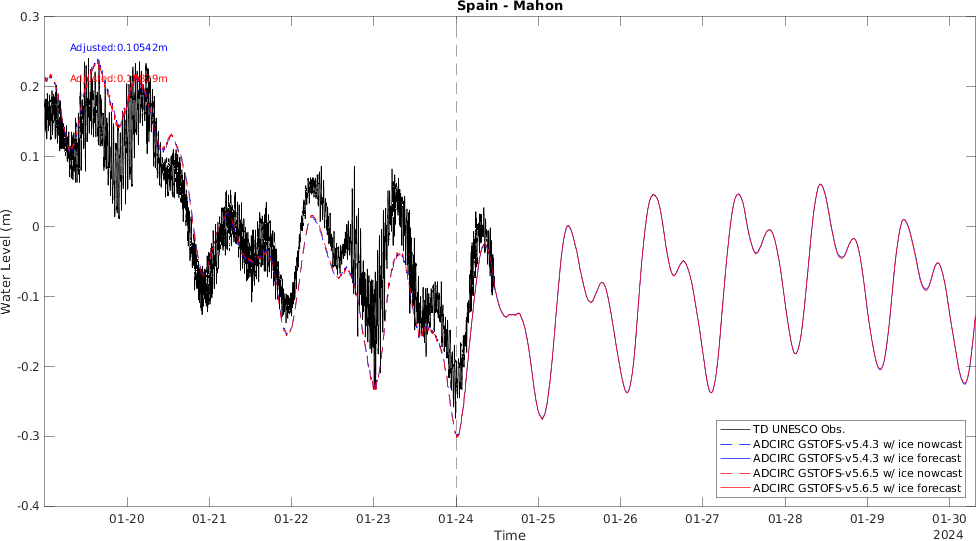 Spain - Mahon
Adjusted:0.10542m
0.3
0.2
0.1
0
-0.1
-0.2
-0.3
-0.4
Water Level (m)
TD UNESCO Obs.
ADCIRC GSTOFS-v5.4.3 w/ ice nowcast
ADCIRC GSTOFS-v5.4.3 w/ ice forecast
ADCIRC GSTOFS-v5.6.5 w/ ice nowcast
ADCIRC GSTOFS-v5.6.5 w/ ice forecast
01-20 01-21 01-22 01-23 01-24 01-25 01-26 01-27 01-28 01-29 01-30
Time
2024